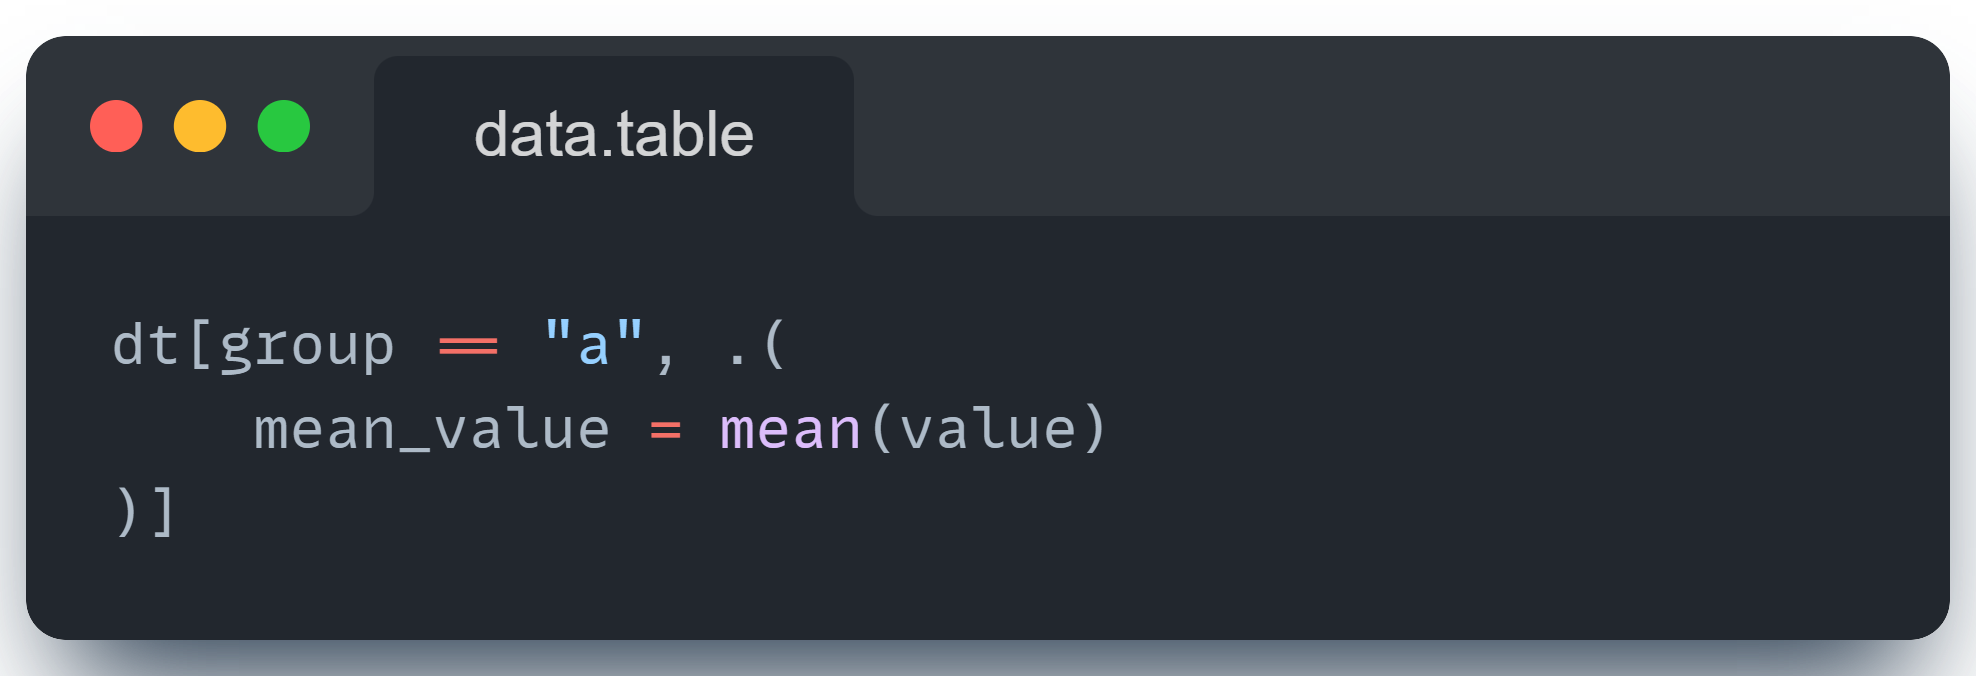 data.table
dt[group == "a", .(
    mean_value = mean(value)
)]